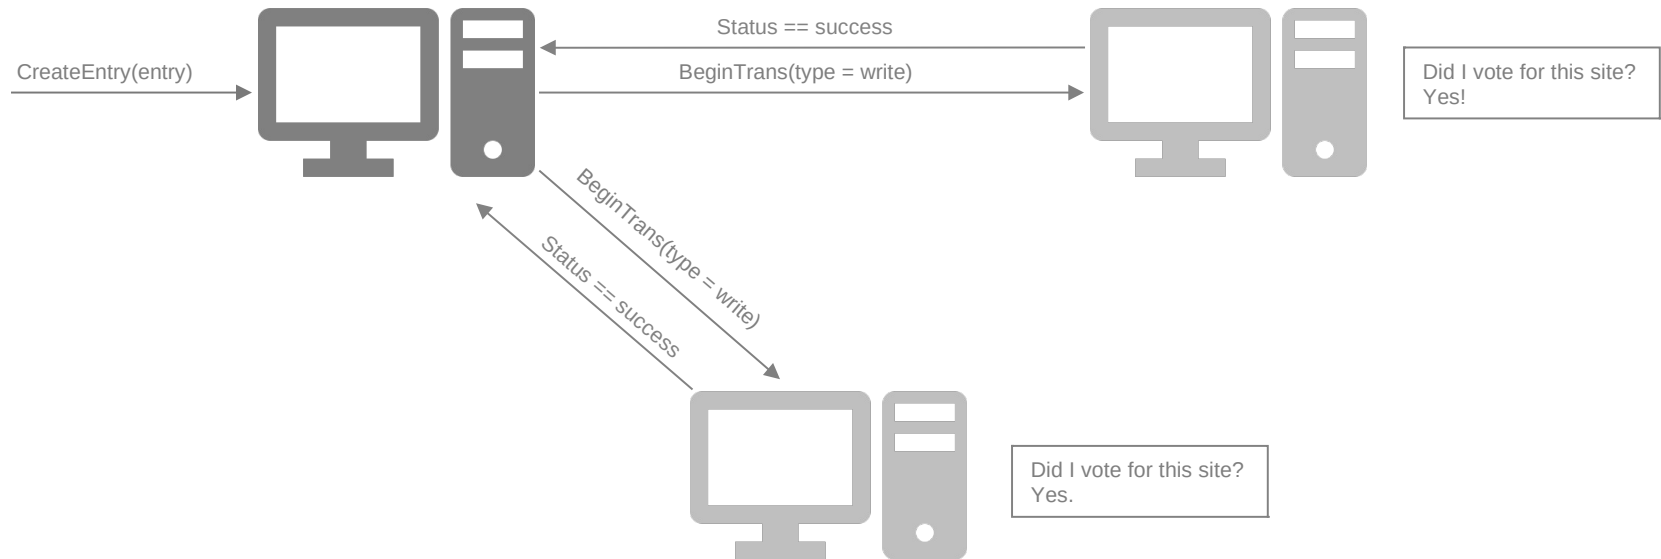 Status == success
CreateEntry(entry)
BeginTrans(type = write)
Did I vote for this site?
Yes!
BeginTrans(type = write)
Status == success
Did I vote for this site?
Yes.